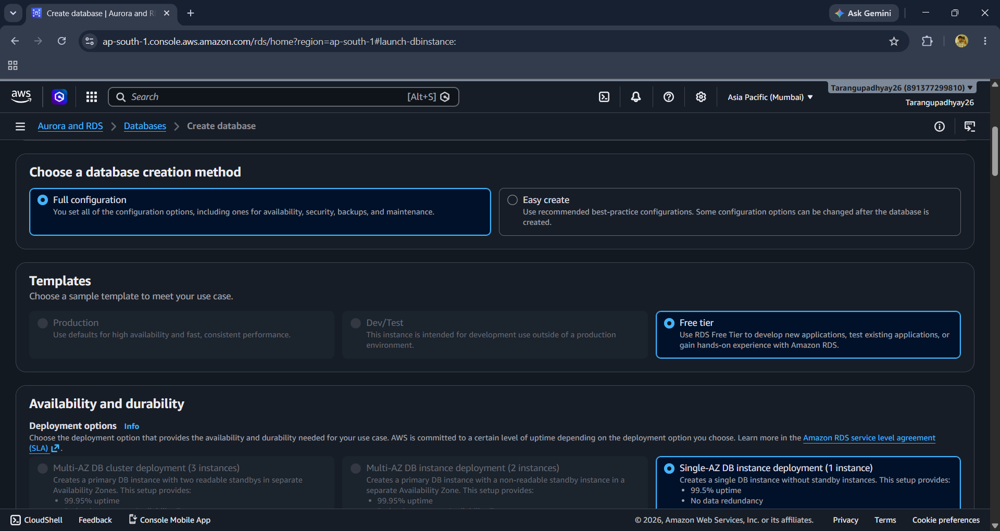 Create database | Aurora and R
Ask Gemini
ap-south-1.console.aws.amazon.com/rds/home?region=ap-south-1#launch-dbinstance:
aws
Search
[Alt+S]
Asia Pacific (Mumbai)
Tarangupadhyay26 (891377299810)
Tarangupadhyay26
Aurora and RDS
Databases
Create database
Choose a database creation method
Full configuration
You set all of the configuration options, including ones for availability, security, backups, and maintenance.
Easy create
Use recommended best-practice configurations. Some configuration options can be changed after the database is
created.
Templates
Choose a sample template to meet your use case.
Production
Use defaults for high availability and fast, consistent performance.
Dev/Test
This instance is intended for development use outside of a production
environment.
Free tier
Use RDS Free Tier to develop new applications, test existing applications, or
gain hands-on experience with Amazon RDS.
Availability and durability
Deployment options Info
Choose the deployment option that provides the availability and durability needed for your use case. AWS is committed to a certain level of uptime depending on the deployment option you choose. Learn more in the Amazon RDS service level agreement
(SLA) .
Multi-AZ DB cluster deployment (3 instances)
Creates a primary DB instance with two readable standbys in separate
Availability Zones. This setup provides:
• 99.95% uptime
Multi-AZ DB instance deployment (2 instances)
Creates a primary DB instance with a non-readable standby instance in a
separate Availability Zone. This setup provides:
• 99.95% uptime
Single-AZ DB instance deployment (1 instance)
Creates a single DB instance without standby instances. This setup provides:
• 99.5% uptime
• No data redundancy
CloudShell
Feedback
Console Mobile App
© 2026, Amazon Web Services, Inc. or its affiliates.
Privacy
Terms
Cookie preferences